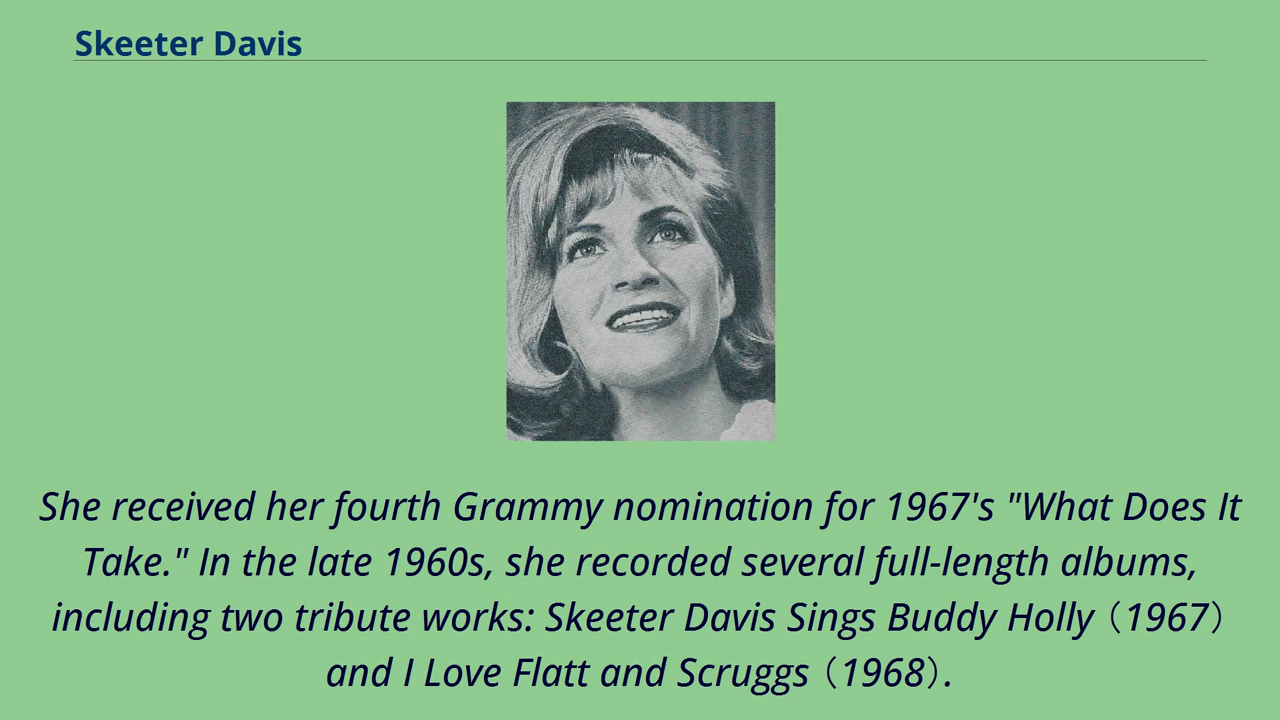 Skeeter Davis
She received her fourth Grammy nomination for 1967's "What Does It
Take." In the late 1960s, she recorded several full-length albums,
including two tribute works: Skeeter Davis Sings Buddy Holly（1967）
and I Love Flatt and Scruggs（1968）.